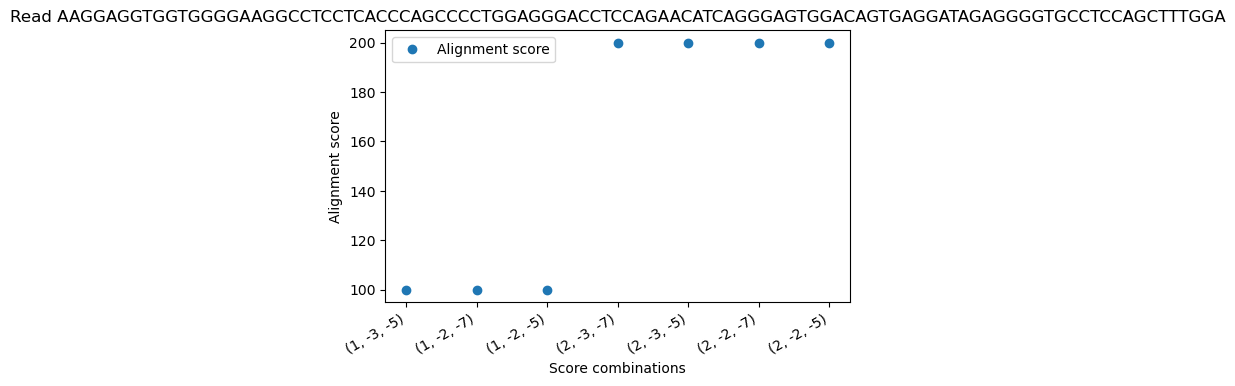 Read AAGGAGGTGGTGGGGAAGGCCTCCTCACCCAGCCCCTGGAGGGACCTCCAGAACATCAGGGAGTGGACAGTGAGGATAGAGGGGTGCCTCCAGCTTTGGA
Alignment score
200
180
160
140
120
100
Alignment score
(1, -3, -5)
(1, -2, -7)
(1, -2, -5)
(2, -3, -7)
(2, -3, -5)
(2, -2, -7)
(2, -2, -5)
Score combinations